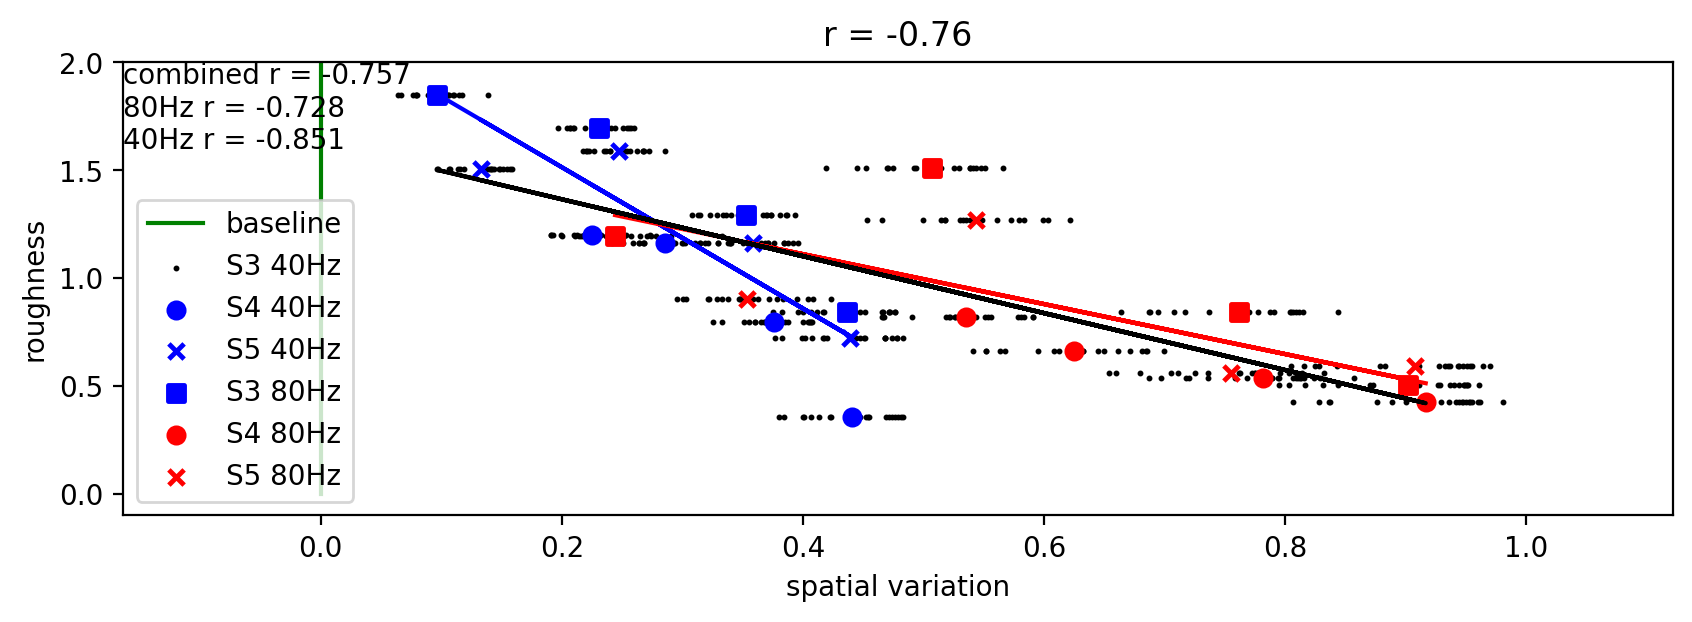 r = -0.76
combined r = -0.757
80Hz r = -0.728
40Hz r = -0.851
baseline
S3 40Hz
S4 40Hz
S5 40Hz
S3 80Hz
S4 80Hz
S5 80Hz
roughness
2.0
1.5
1.0
0.5
0.0
0.0 0.2 0.4 0.6 0.8 1.0
spatial variation